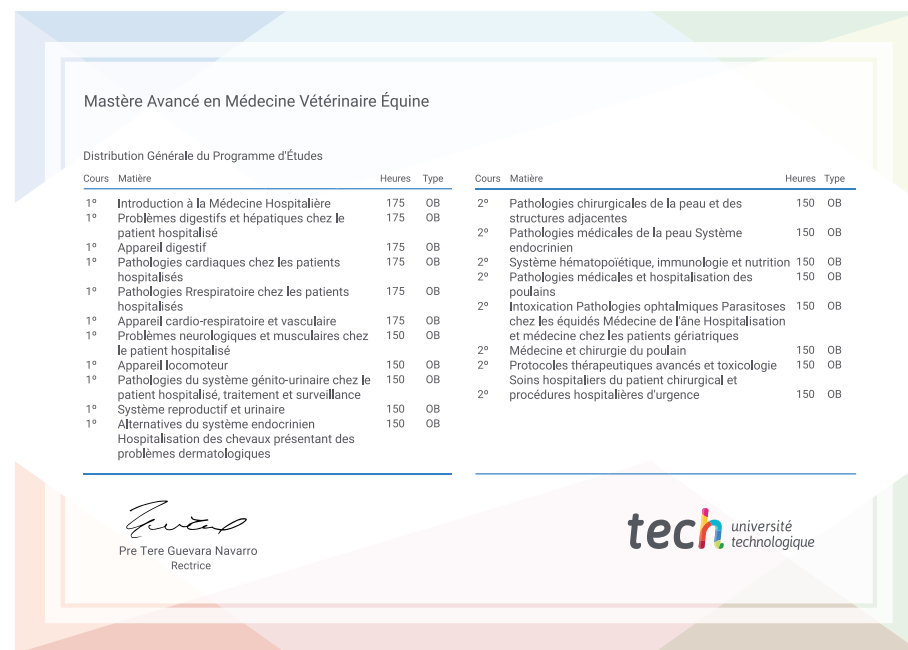 Mastère Avancé en Médecine Vétérinaire Équine
Distribution Générale du Programme d'Études
Cours Matière Heures Type
1º Introduction à la Médecine Hospitalière 175 OB
1º Problèmes digestifs et hépatiques chez le 175 OB
patient hospitalisé
1º Appareil digestif 175 OB
1º Pathologies cardiaques chez les patients 175 OB
hospitalisés
1º Pathologies Rrespiratoire chez les patients 175 OB
hospitalisés
1º Appareil cardio-respiratoire et vasculaire 175 OB
1º Problèmes neurologiques et musculaires chez 150 OB
le patient hospitalisé
1º Appareil locomoteur 150 OB
1º Pathologies du système génito-urinaire chez le 150 OB
patient hospitalisé, traitement et surveillance
1º Système reproductif et urinaire 150 OB
1º Alternatives du système endocrinien 150 OB
Hospitalisation des chevaux présentant des
problèmes dermatologiques
Cours Matière Heures Type
2º Pathologies chirurgicales de la peau et des 150 OB
structures adjacentes
2º Pathologies médicales de la peau Système 150 OB
endocrinien
2º Système hématopoïétique, immunologie et nutrition 150 OB
2º Pathologies médicales et hospitalisation des 150 OB
poulains
2º Intoxication Pathologies ophtalmiques Parasitoses 150 OB
chez les équidés Médecine de l'âne Hospitalisation
et médecine chez les patients gériatriques
2º Médecine et chirurgie du poulain 150 OB
2º Protocoles thérapeutiques avancés et toxicologie 150 OB
Soins hospitaliers du patient chirurgical et
2º procédures hospitalières d'urgence 150 OB
Pre Tere Guevara Navarro
Rectrice
tech université
technologique